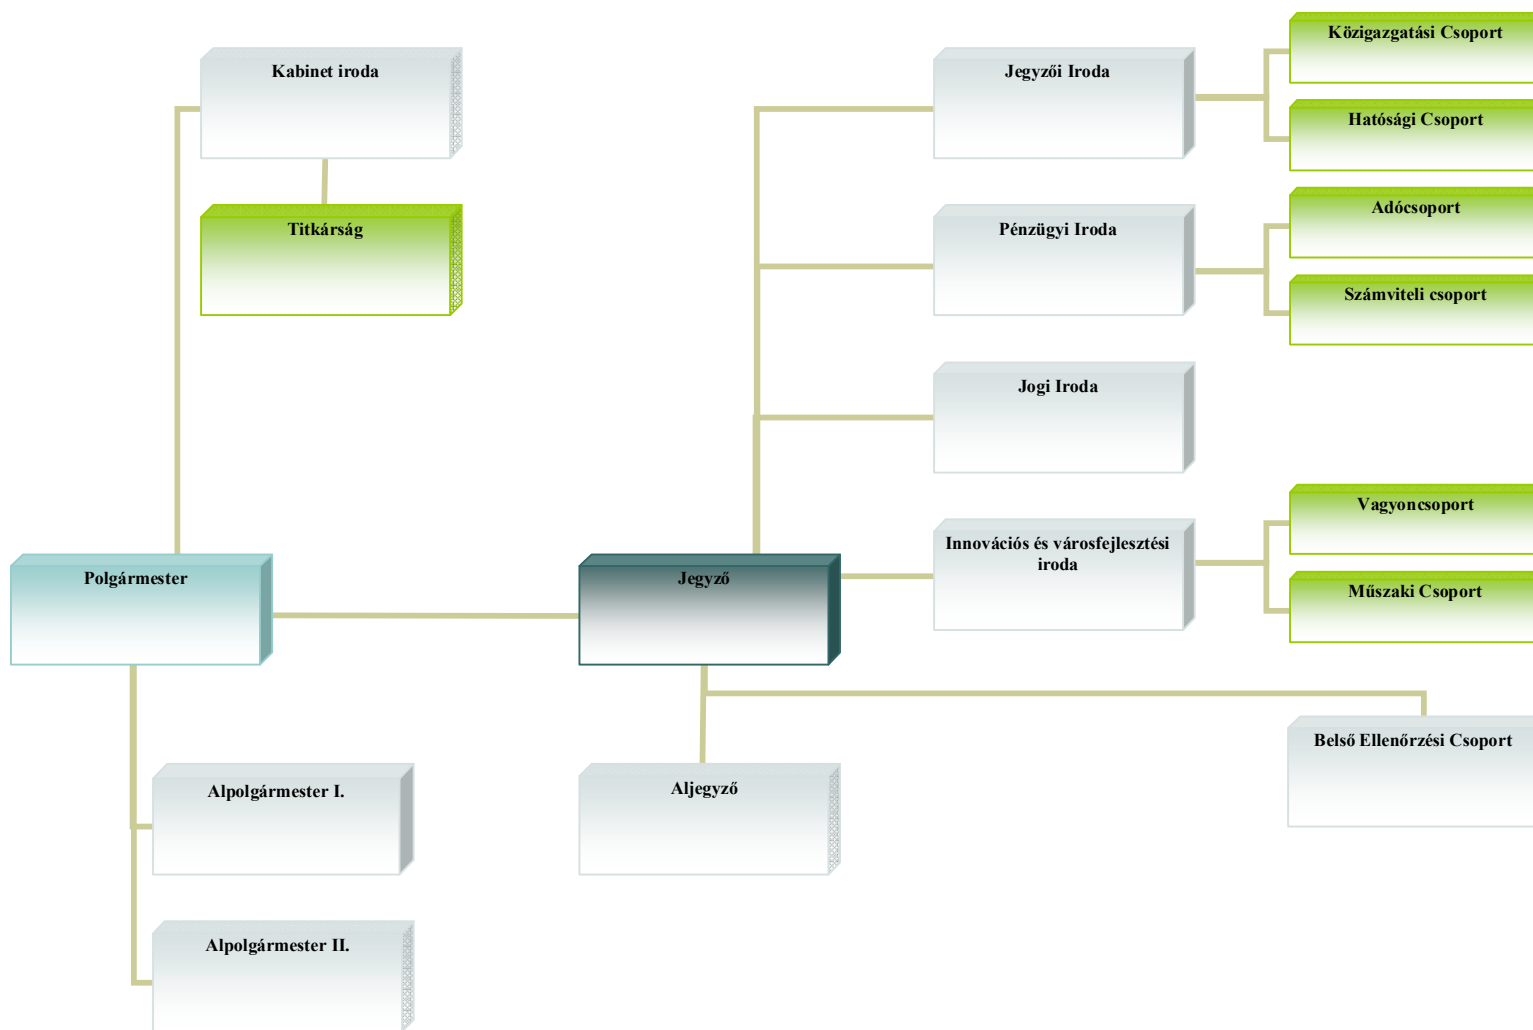 Kabinet iroda
Titkárság
Polgármester
Alpolgármester I.
Alpolgármester II.
Jegyző
Aljegyző
Jegyzői Iroda
Pénzügyi Iroda
Jogi Iroda
Innovációs és városfejlesztési
iroda
Közigazgatási Csoport
Hatósági Csoport
Adócsoport
Számviteli csoport
Vagyoncsoport
Műszaki Csoport
Belső Ellenőrzési Csoport